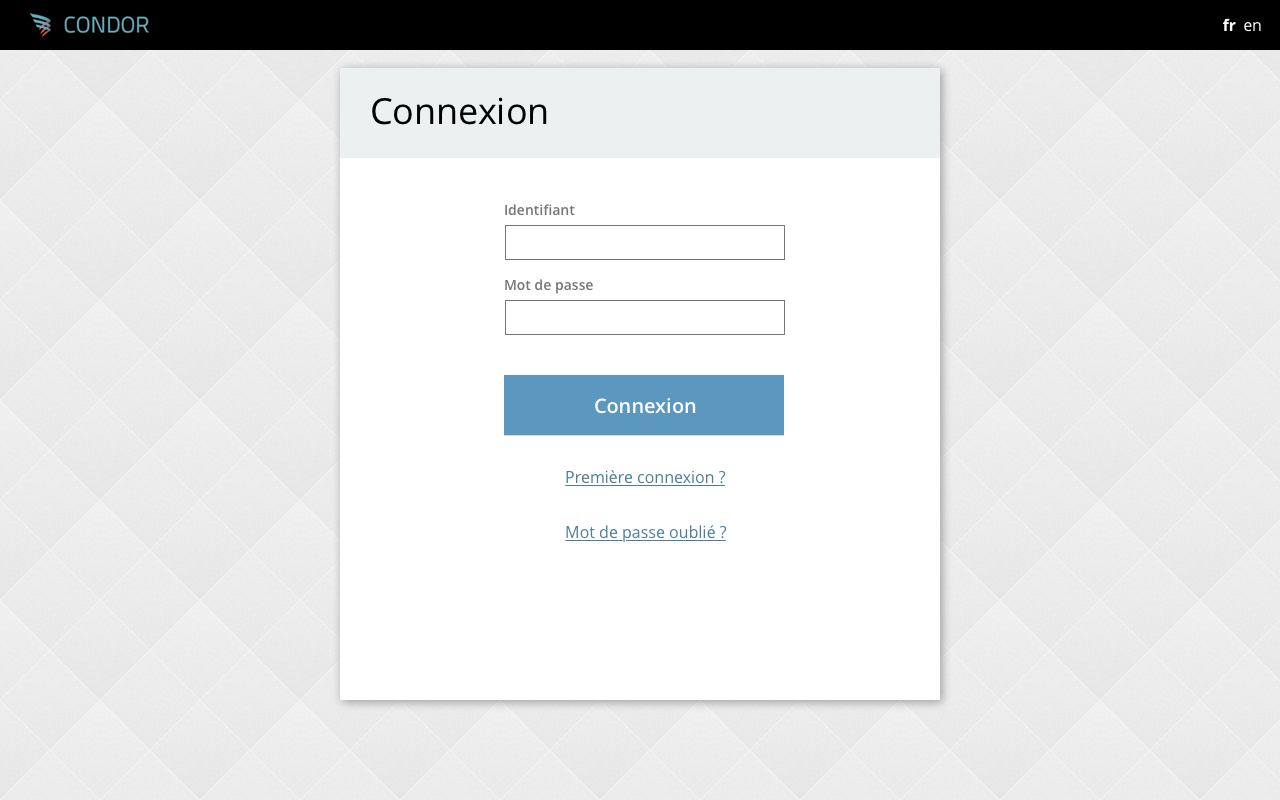 CONDOR
fr en
Connexion
Identifiant
Mot de passe
Connexion
Première connexion ?
Mot de passe oublié ?